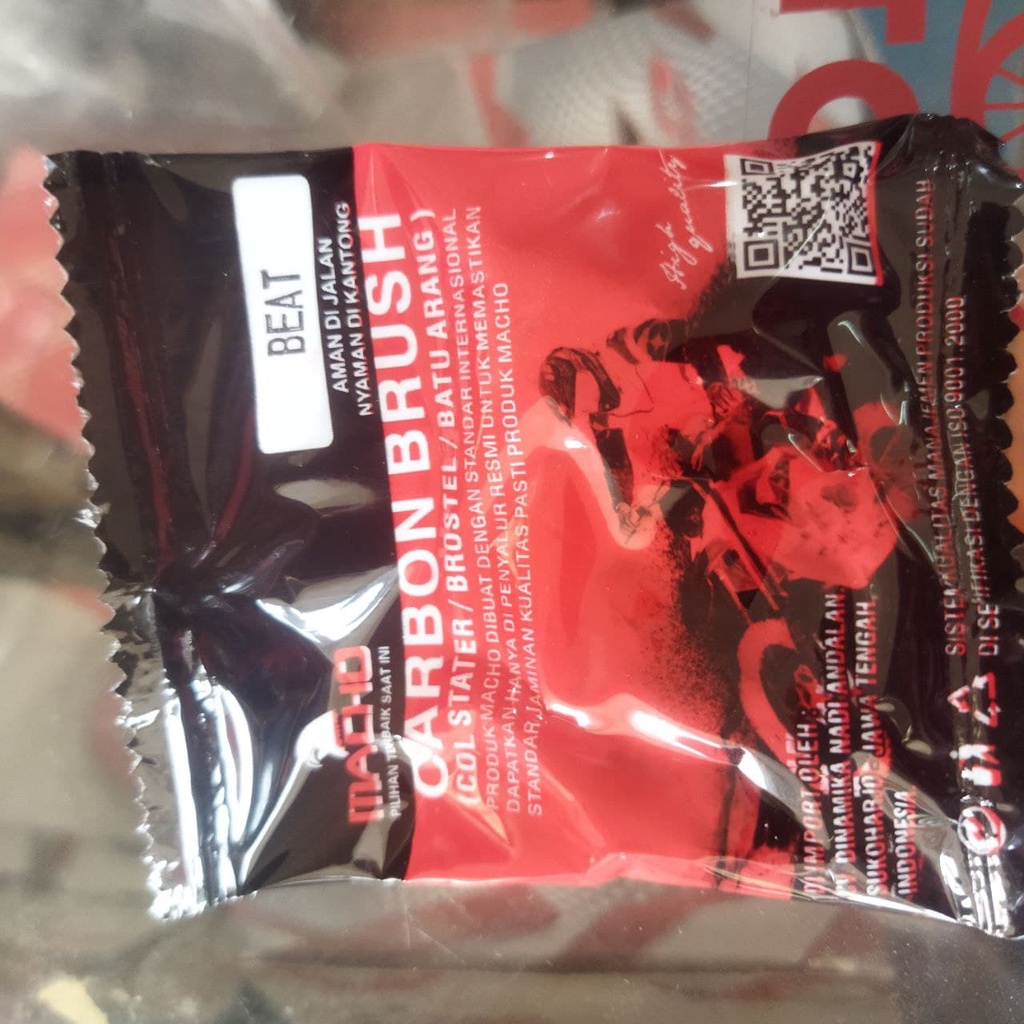 BEAT
AMAN DI JALAN
NYAMAN DI KANTONG
MACHO
PILIHAN TERBAIK SAAT INI
CARBON BRUSH
(COL STATER / BROSTEL / BATU ARANG )
PRODUK MACHO DIBUAT DENGAN STANDAR INTERNASIONAL
DAPATKAN HANYA DI PENYALUR RESMI UNTUK MEMASTIKAN
STANDAR JAMINAN KUALITAS PASTI PRODUK MACHO
High
quality
DIIMPORT OLEH :
PT DINAMIKA NADI ANDALAN
SUKOHARJO - JAWA TENGAH
INDONESIA
SISTEM KUALITAS MANAJEMEN PRODUKSI SUDAH
DI SERTIFIKASI DENGAN ISO 9001 : 2000